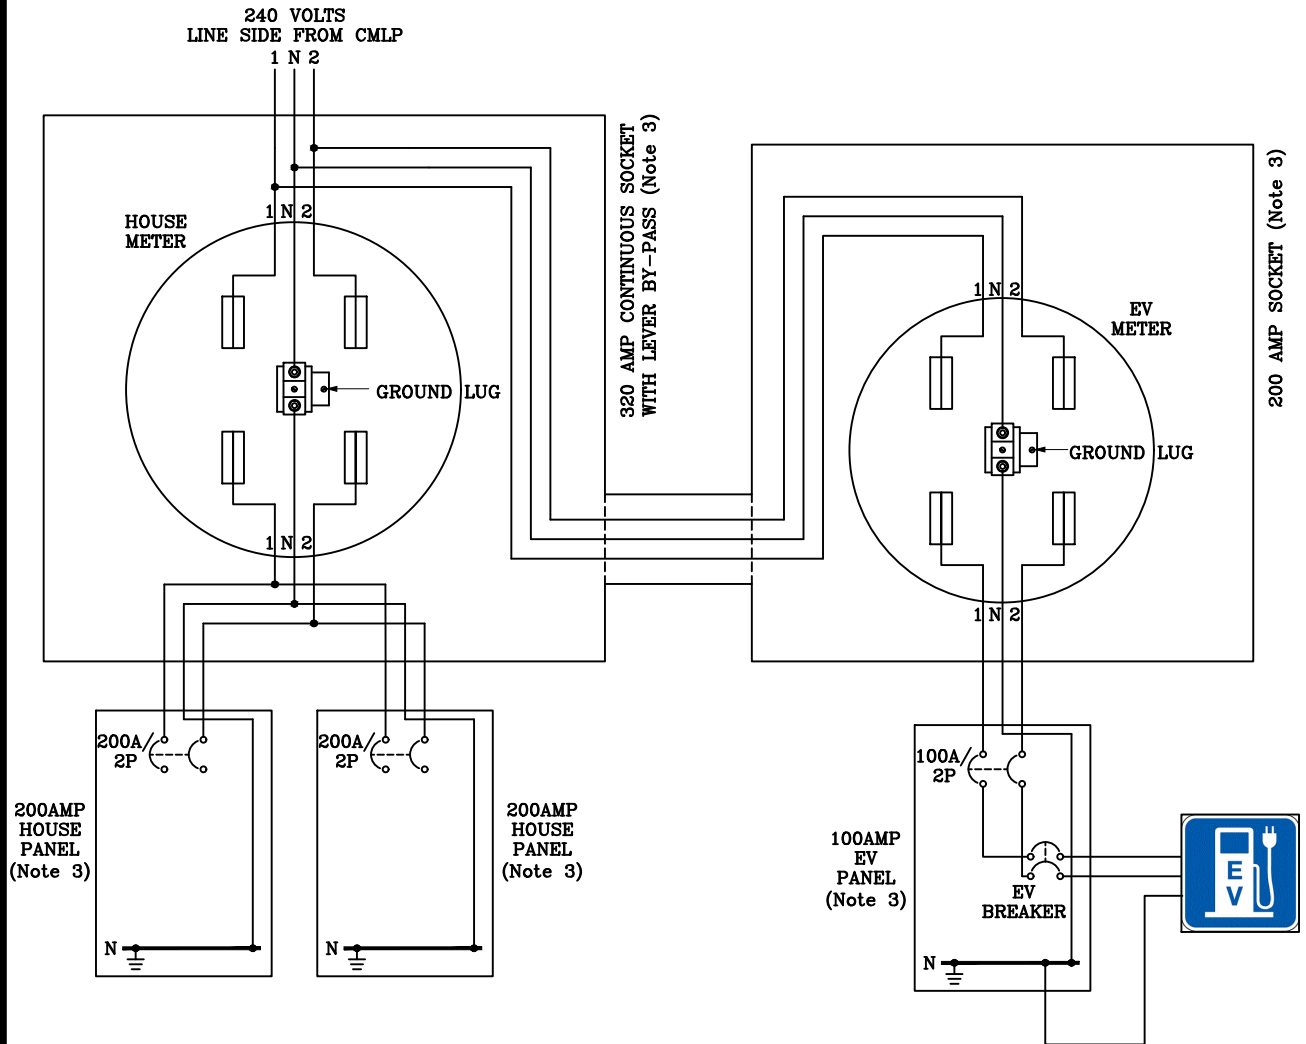 240 VOLTS
LINE SIDE FROM CMLP
1 N 2
320 AMP CONTINUOUS SOCKET
WITH LEVER BY-PASS (Note 3)
200 AMP SOCKET (Note 3)
1 N 2
HOUSE
METER
GROUND LUG
1 N 2
1 N 2
EV
METER
GROUND LUG
1 N 2
200A/
2P
200AMP
HOUSE
PANEL
(Note 3)
N
200A/
2P
200AMP
HOUSE
PANEL
(Note 3)
N
100A/
2P
100AMP
EV
PANEL
(Note 3)
EV
BREAKER
N
E
V